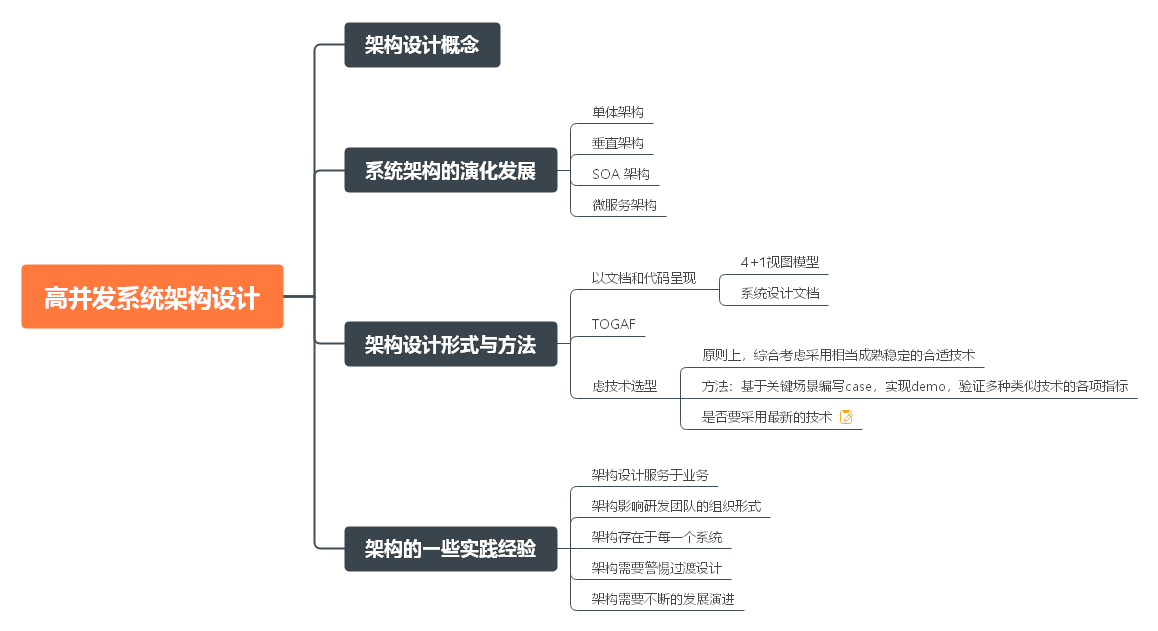 高并发系统架构设计
架构设计概念
系统架构的演化发展
单体架构
垂直架构
SOA 架构
微服务架构
架构设计形式与方法
以文档和代码呈现
4+1视图模型
系统设计文档
TOGAF
虑技术选型
原则上，综合考虑采用相当成熟稳定的合适技术
方法：基于关键场景编写case，实现demo，验证多种类似技术的各项指标
是否要采用最新的技术
架构的一些实践经验
架构设计服务于业务
架构影响研发团队的组织形式
架构存在于每一个系统
架构需要警惕过渡设计
架构需要不断的发展演进